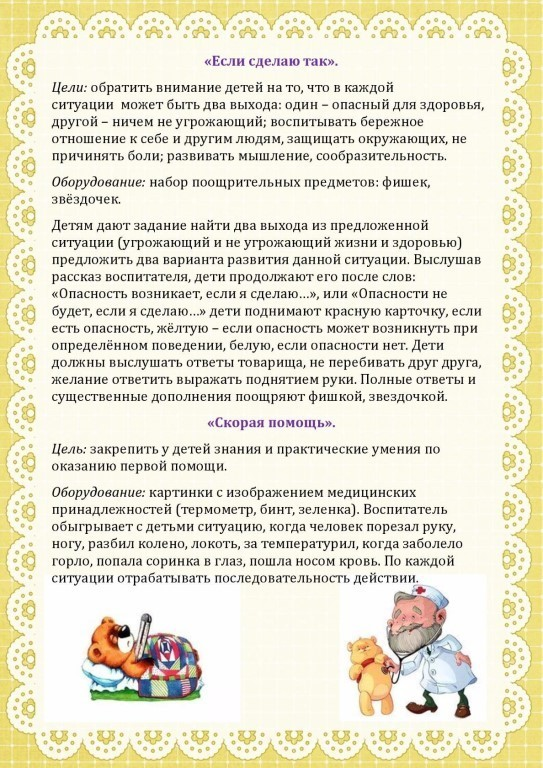 «Если сделаю так».
Цели: обратить внимание детей на то, что в каждой
ситуации может быть два выхода: один – опасный для здоровья,
другой – ничем не угрожающий; воспитывать бережное
отношение к себе и другим людям, защищать окружающих, не
причинять боли; развивать мышление, сообразительность.
Оборудование: набор поощрительных предметов: фишек,
звёздочек.
Детям дают задание найти два выхода из предложенной
ситуации (угрожающий и не угрожающий жизни и здоровью)
предложить два варианта развития данной ситуации. Выслушав
рассказ воспитателя, дети продолжают его после слов:
«Опасность возникает, если я сделаю…», или «Опасности не
будет, если я сделаю…» дети поднимают красную карточку, если
есть опасность, жёлтую – если опасность может возникнуть при
определённом поведении, белую, если опасности нет. Дети
должны выслушать ответы товарища, не перебивать друг друга,
желание ответить выражать поднятием руки. Полные ответы и
существенные дополнения поощряют фишкой, звездочкой.
«Скорая помощь».
Цель: закрепить у детей знания и практические умения по
оказанию первой помощи.
Оборудование: картинки с изображением медицинских
принадлежностей (термометр, бинт, зеленка). Воспитатель
обыгрывает с детьми ситуацию, когда человек порезал руку,
ногу, разбил колено, локоть, за температурил, когда заболело
горло, попала соринка в глаз, пошла носом кровь. По каждой
ситуации отрабатывать последовательность действии.